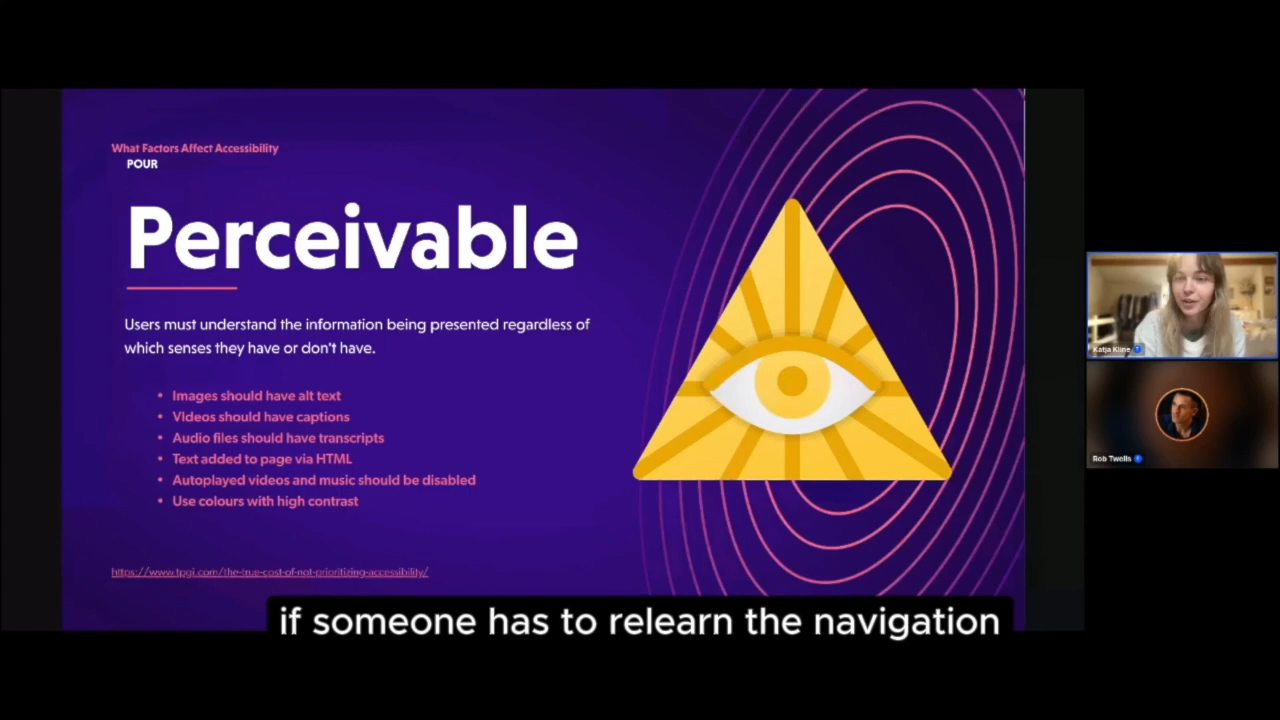 What Factors Affect Accessibility
POUR
Perceivable
Users must understand the information being presented regardless of
which senses they have or don't have.
• Images should have alt text
• VIdeos should have captions
• Audio files should have transcripts
• Text added to page via HTML
• Autoplayed videos and music should be disabled
• Use colours with high contrast
https://www.tpgi.com/the-true-cost-of-not-prioritizing-accessibility/
if someone has to relearn the navigation
Katja Kline
Rob Twells